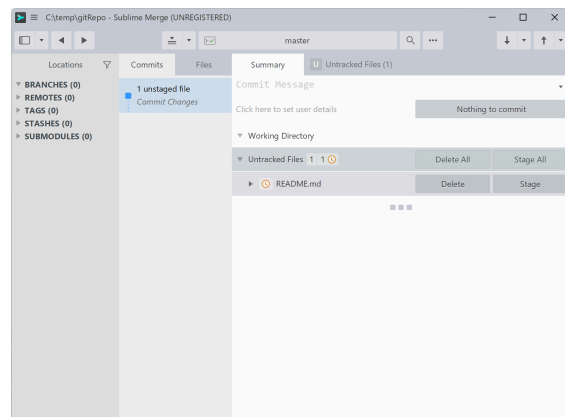 C:\temp\gitRepo - Sublime Merge (UNREGISTERED)
master
Locations
Commits
Files
Summary
U Untracked Files (1)
BRANCHES (0)
REMOTES (0)
TAGS (0)
STASHES (0)
SUBMODULES (0)
1 unstaged file
Commit Changes
Commit Message
Click here to set user details
Nothing to commit
Working Directory
Untracked Files 1 1
Delete All
Stage All
README.md
Delete
Stage